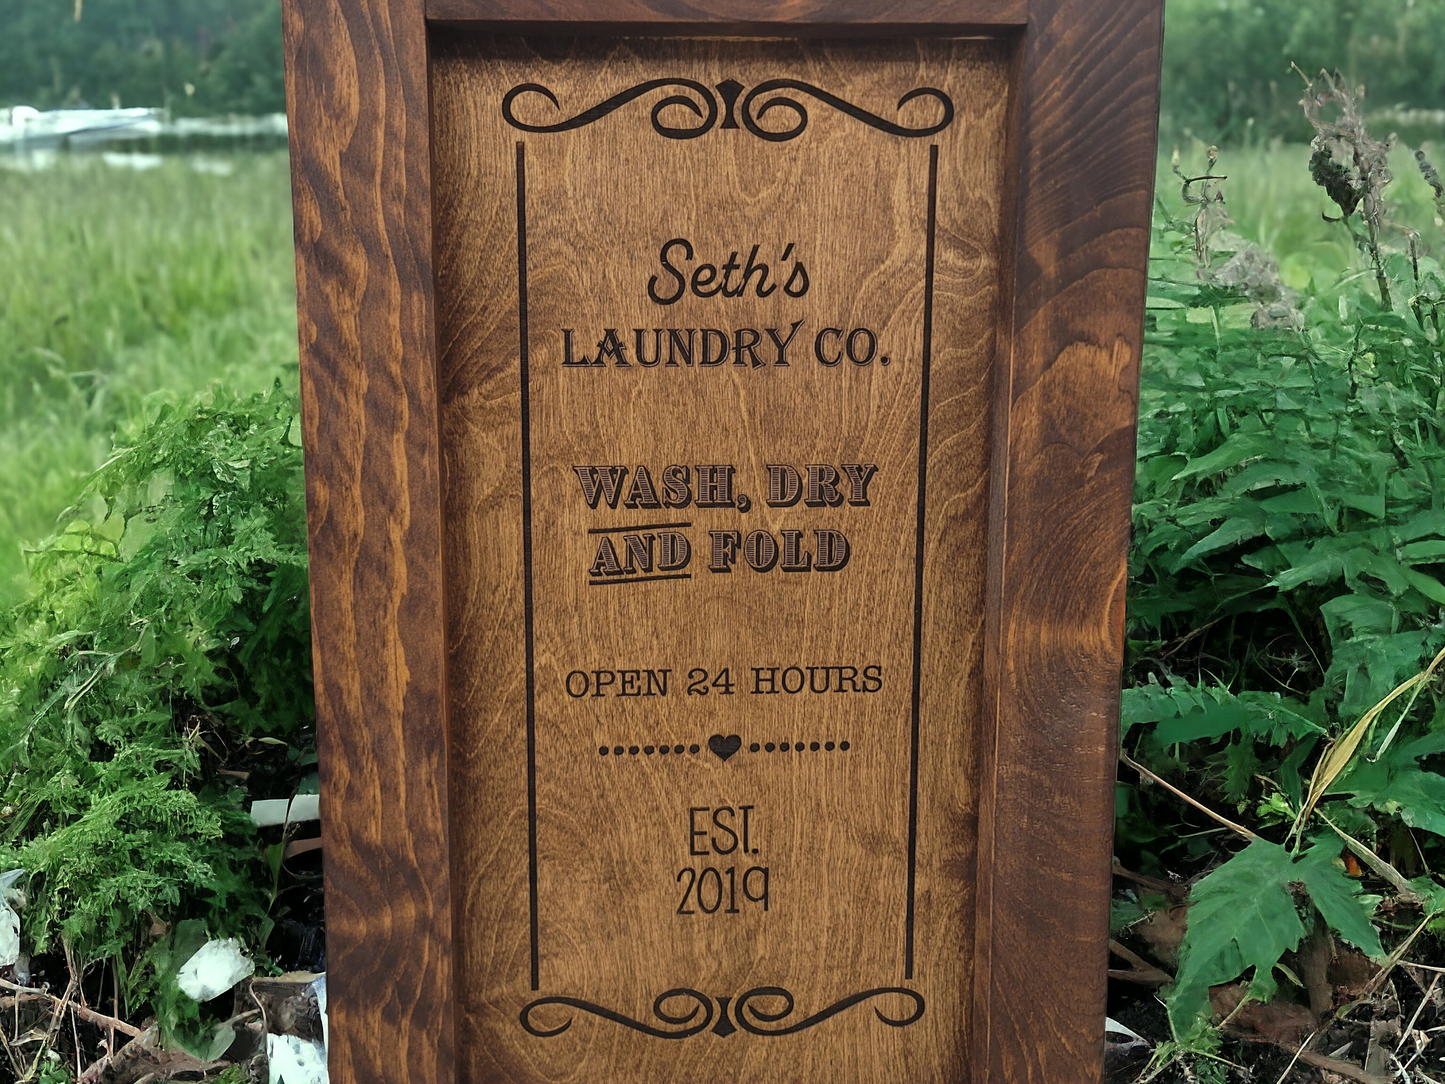 Seth's
LAUNDRY CO.
WASH, DRY
AND FOLD
OPEN 24 HOURS
EST.
2019